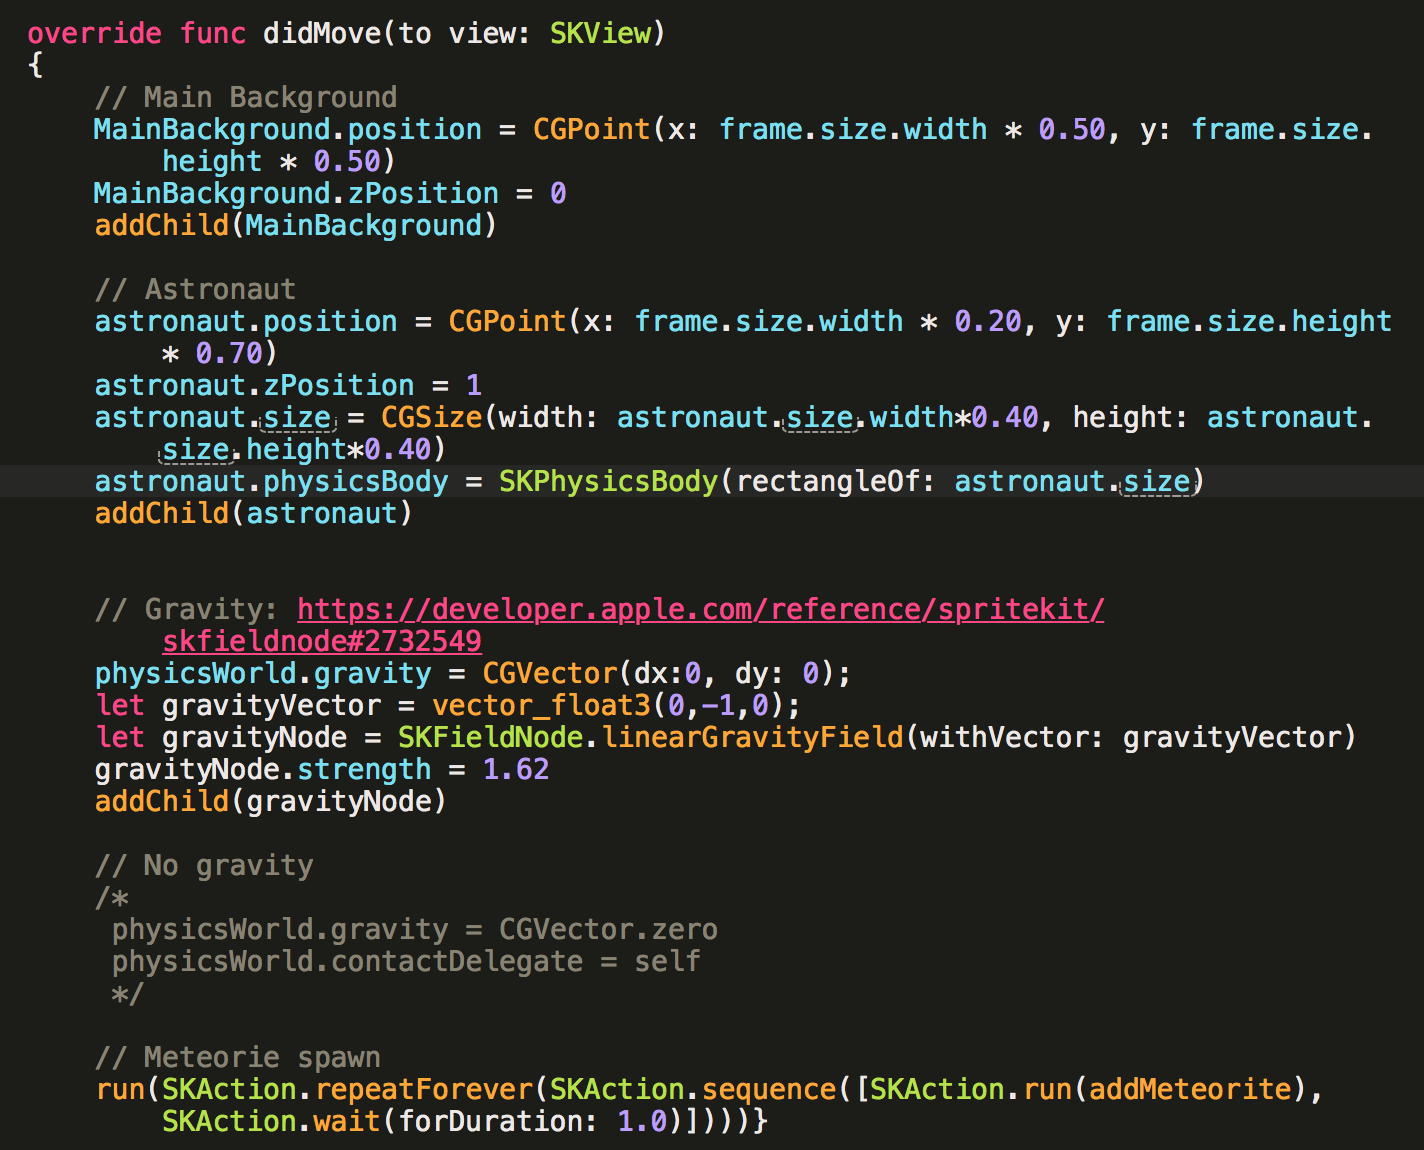 override func didMove(to view: SKView)
{
// Main Background
MainBackground.position = CGPoint(x: frame.size.width * 0.50, y: frame.size.
height * 0.50)
MainBackground.zPosition = 0
addChild(MainBackground)
// Astronaut
astronaut.position = CGPoint(x: frame.size.width * 0.20, y: frame.size.height
* 0.70)
astronaut.zPosition = 1
astronaut.size = CGSize(width: astronaut.size.width*0.40, height: astronaut.
size.height*0.40)
astronaut.physicsBody = SKPhysicsBody(rectangleOf: astronaut.size)
addChild(astronaut)
// Gravity: https://developer.apple.com/reference/spritekit/
skfieldnode#2732549
physicsWorld.gravity = CGVector(dx:0, dy: 0);
let gravityVector = vector_float3(0,-1,0);
let gravityNode = SKFieldNode.linearGravityField(withVector: gravityVector)
gravityNode.strength = 1.62
addChild(gravityNode)
// No gravity
/*
physicsWorld.gravity = CGVector.zero
physicsWorld.contactDelegate = self
*/
// Meteorie spawn
run(SKAction.repeatForever(SKAction.sequence([SKAction.run(addMeteorite),
SKAction.wait(forDuration: 1.0)])))}